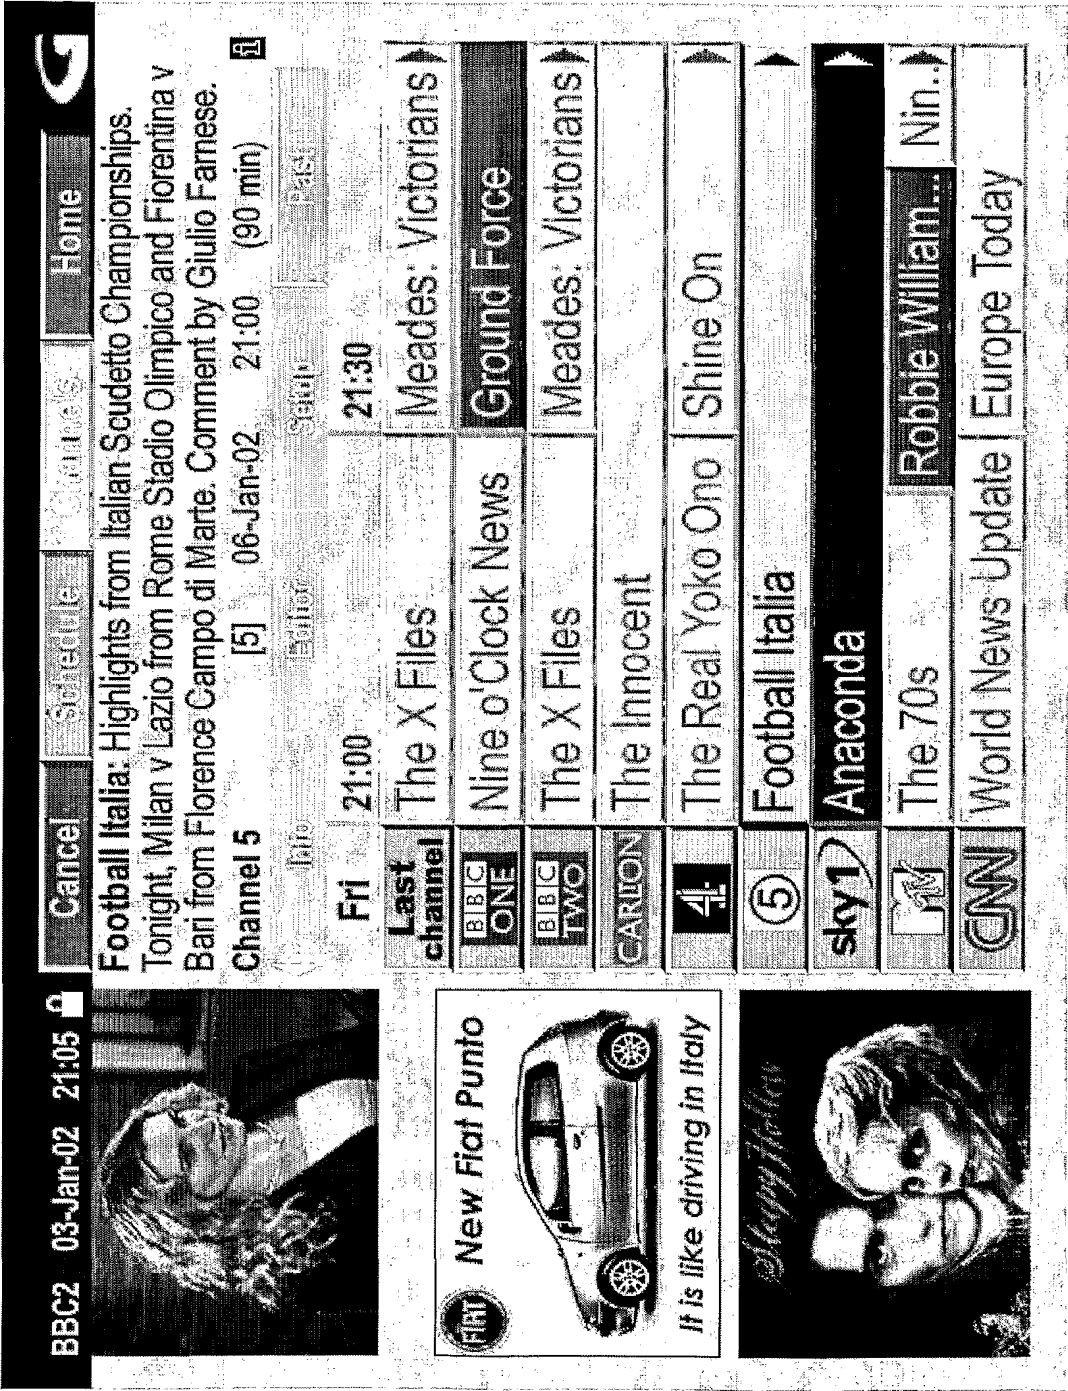 BBC2 03-Jan-02 21:05
Cancel Schedule Channels Home
Football Italia: Highlights from Italian Scudetto Championships.
Tonight, Milan v Lazio from Rome Stadio Olimpico and Fiorentina v
Bari from Florence Campo di Marte. Comment by Giulio Farnese.
Channel 5 [5] 06-Jan-02 21:00 (90 min) i
Info Editor Setup Past
Fri 21:00 21:30
Last channel The X Files Meades: Victorians
BBC ONE Nine o'Clock News Ground Force
BBC TWO The X Files Meades: Victorians
CARLTON The Innocent
4 The Real Yoko Ono Shine On
5 Football Italia
sky1 Anaconda
MTV The 70s Robbie William... Nin...
CNN World News Update Europe Today
FIAT New Fiat Punto
It is like driving in Italy